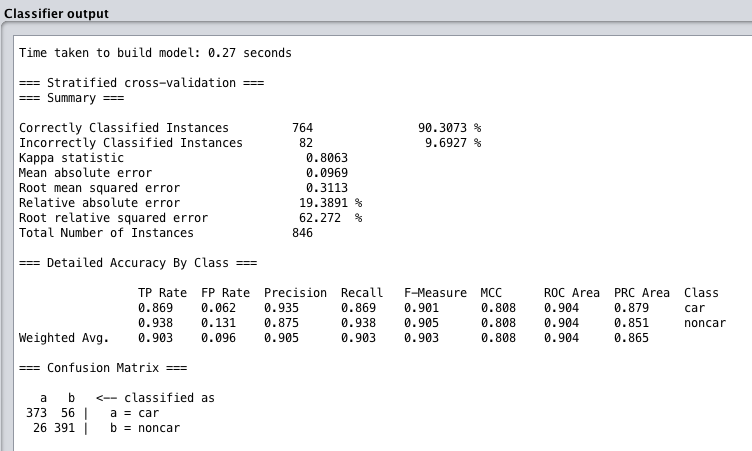 Classifier output
Time taken to build model: 0.27 seconds
=== Stratified cross-validation ===
=== Summary ===
Correctly Classified Instances         764               90.3073 %
Incorrectly Classified Instances        82                9.6927 %
Kappa statistic                          0.8063
Mean absolute error                      0.0969
Root mean squared error                  0.3113
Relative absolute error                 19.3891 %
Root relative squared error             62.272  %
Total Number of Instances              846
=== Detailed Accuracy By Class ===
                 TP Rate  FP Rate  Precision  Recall   F-Measure  MCC      ROC Area  PRC Area  Class
                 0.869    0.062    0.935      0.869    0.901      0.808    0.904     0.879     car
                 0.938    0.131    0.875      0.938    0.905      0.808    0.904     0.851     noncar
Weighted Avg.    0.903    0.096    0.905      0.903    0.903      0.808    0.904     0.865
=== Confusion Matrix ===
   a   b   <-- classified as
 373  56 |   a = car
  26 391 |   b = noncar